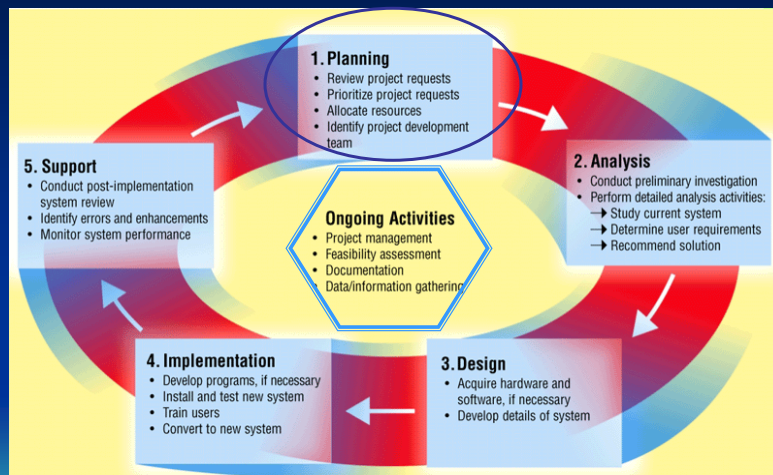 1. Planning
• Review project requests
• Prioritize project requests
• Allocate resources
• Identify project development
team
2. Analysis
• Conduct preliminary investigation
• Perform detailed analysis activities:
→ Study current system
→ Determine user requirements
→ Recommend solution
3. Design
• Acquire hardware and
software, if necessary
• Develop details of system
4. Implementation
• Develop programs, if necessary
• Install and test new system
• Train users
• Convert to new system
5. Support
• Conduct post-implementation
system review
• Identify errors and enhancements
• Monitor system performance
Ongoing Activities
• Project management
• Feasibility assessment
• Documentation
• Data/information gathering